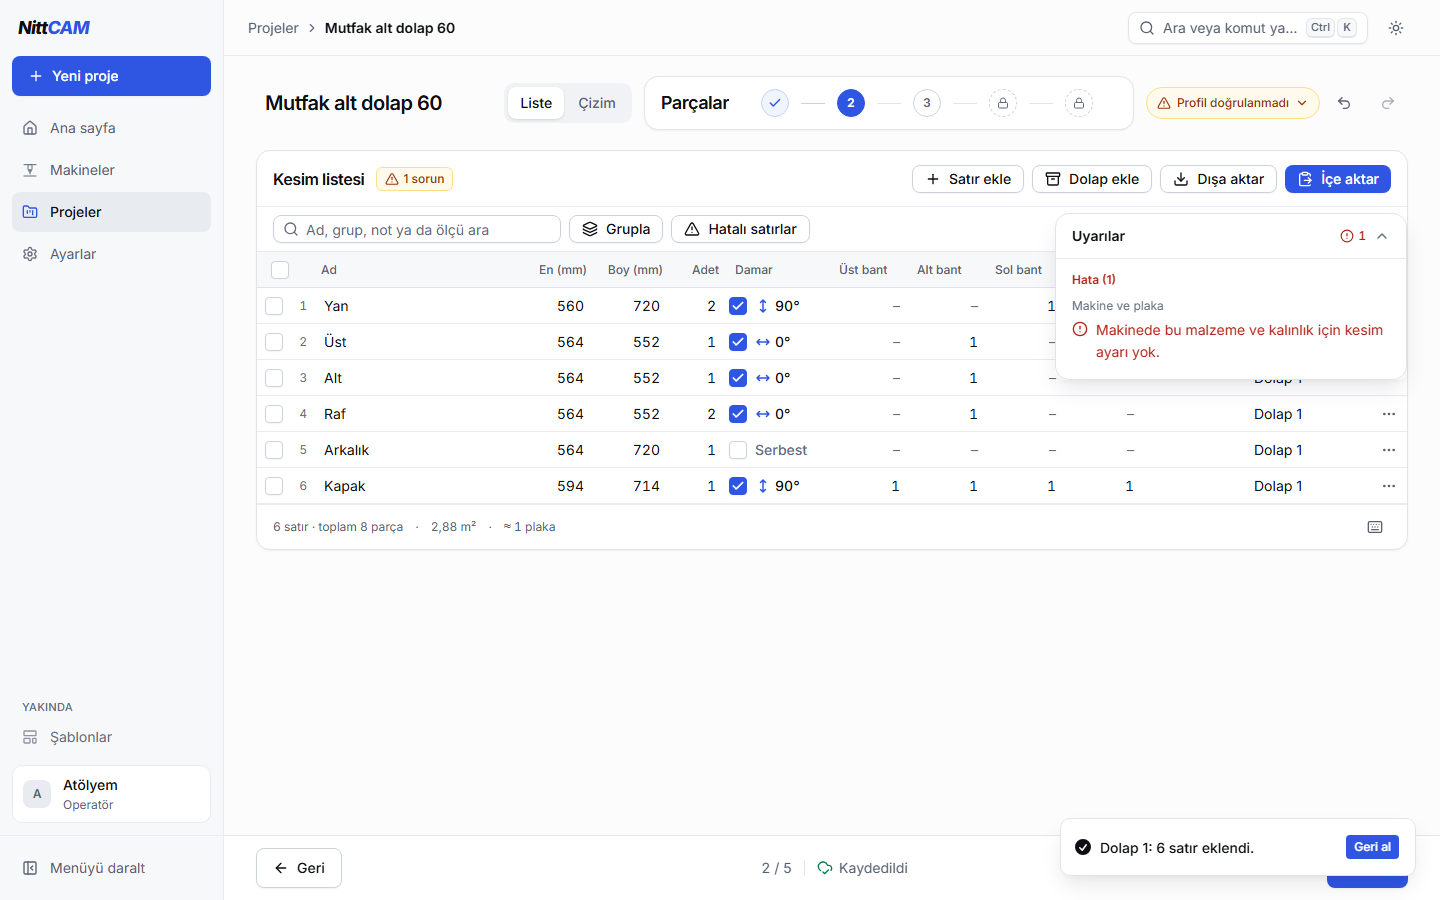 NittCAM
Projeler > Mutfak alt dolap 60
Ara veya komut ya... Ctrl K
Yeni proje
Ana sayfa
Makineler
Projeler
Ayarlar
Mutfak alt dolap 60
Liste Çizim
Parçalar 2 3
Profil doğrulanmadı
Kesim listesi 1 sorun
Satır ekle Dolap ekle Dışa aktar İçe aktar
Ad, grup, not ya da ölçü ara Grupla Hatalı satırlar
Uyarılar 1
Hata (1)
Makine ve plaka
Makinede bu malzeme ve kalınlık için kesim
ayarı yok.
Ad En (mm) Boy (mm) Adet Damar Üst bant Alt bant Sol bant
1 Yan 560 720 2 90° – – 1
2 Üst 564 552 1 0° – 1 –
3 Alt 564 552 1 0° – 1 – Dolap 1
4 Raf 564 552 2 0° – 1 – – Dolap 1 ...
5 Arkalık 564 720 1 Serbest – – – – Dolap 1 ...
6 Kapak 594 714 1 90° 1 1 1 1 Dolap 1 ...
6 satır · toplam 8 parça · 2,88 m² · ≈ 1 plaka
YAKINDA
Şablonlar
A Atölyem
Operatör
Menüyü daralt
Geri
2 / 5 Kaydedildi
Dolap 1: 6 satır eklendi. Geri al